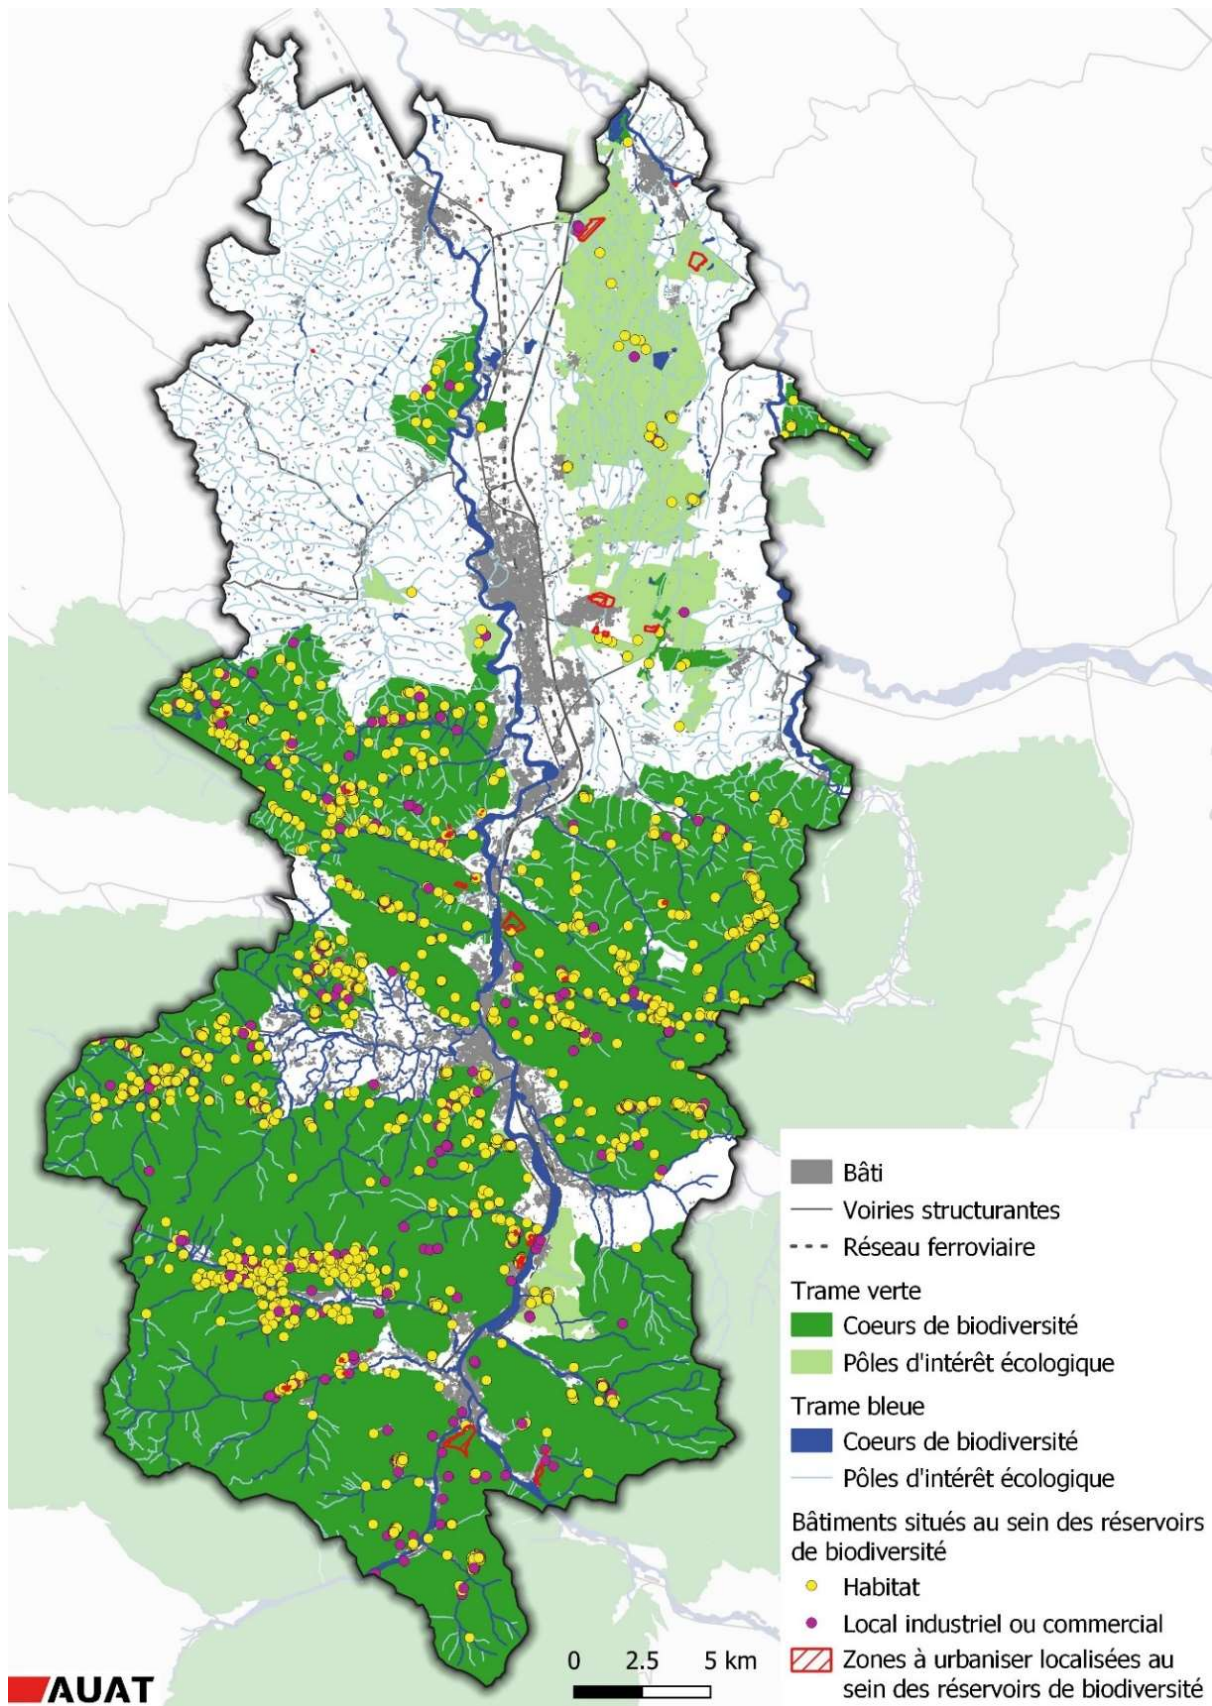 Bâti
Voiries structurantes
Réseau ferroviaire
Trame verte
Coeurs de biodiversité
Pôles d'intérêt écologique
Trame bleue
Coeurs de biodiversité
Pôles d'intérêt écologique
Bâtiments situés au sein des réservoirs
de biodiversité
Habitat
Local industriel ou commercial
Zones à urbaniser localisées au
sein des réservoirs de biodiversité
0 2.5 5 km
AUAT